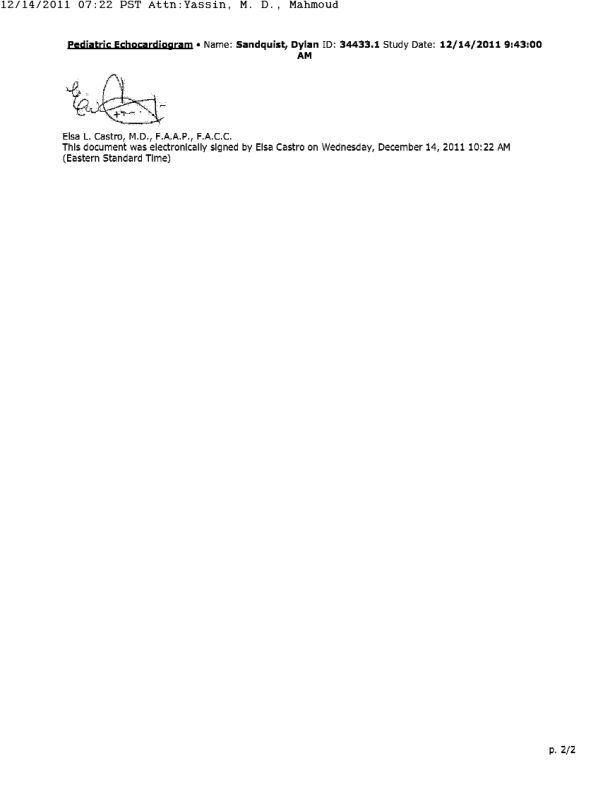 12/14/2011 07:22 PST Attn:Yassin, M. D., Mahmoud
Pediatric Echocardiogram • Name: Sandquist, Dylan ID: 34433.1 Study Date: 12/14/2011 9:43:00
AM
Elsa L. Castro, M.D., F.A.A.P., F.A.C.C.
This document was electronically signed by Elsa Castro on Wednesday, December 14, 2011 10:22 AM
(Eastern Standard Time)
p. 2/2